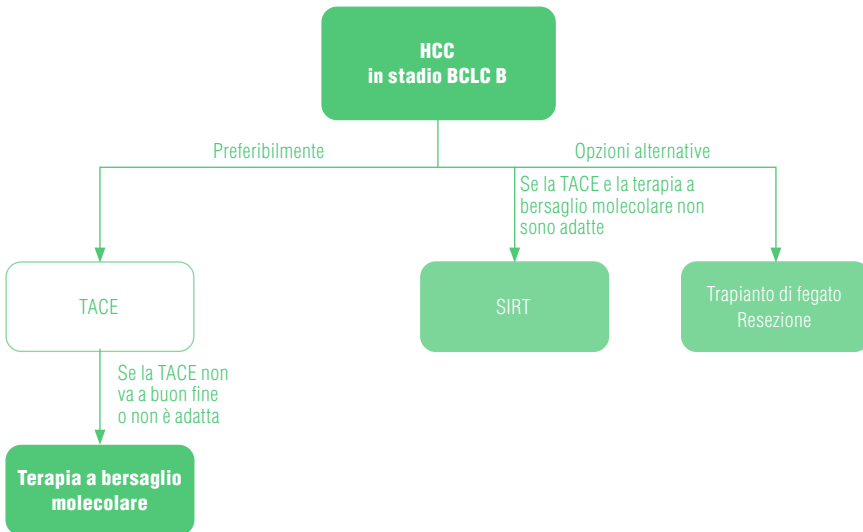 HCC
in stadio BCLC B
Preferibilmente
Opzioni alternative
Se la TACE e la terapia a
bersaglio molecolare non
sono adatte
TACE
SIRT
Trapianto di fegato
Resezione
Se la TACE non
va a buon fine
o non è adatta
Terapia a bersaglio
molecolare